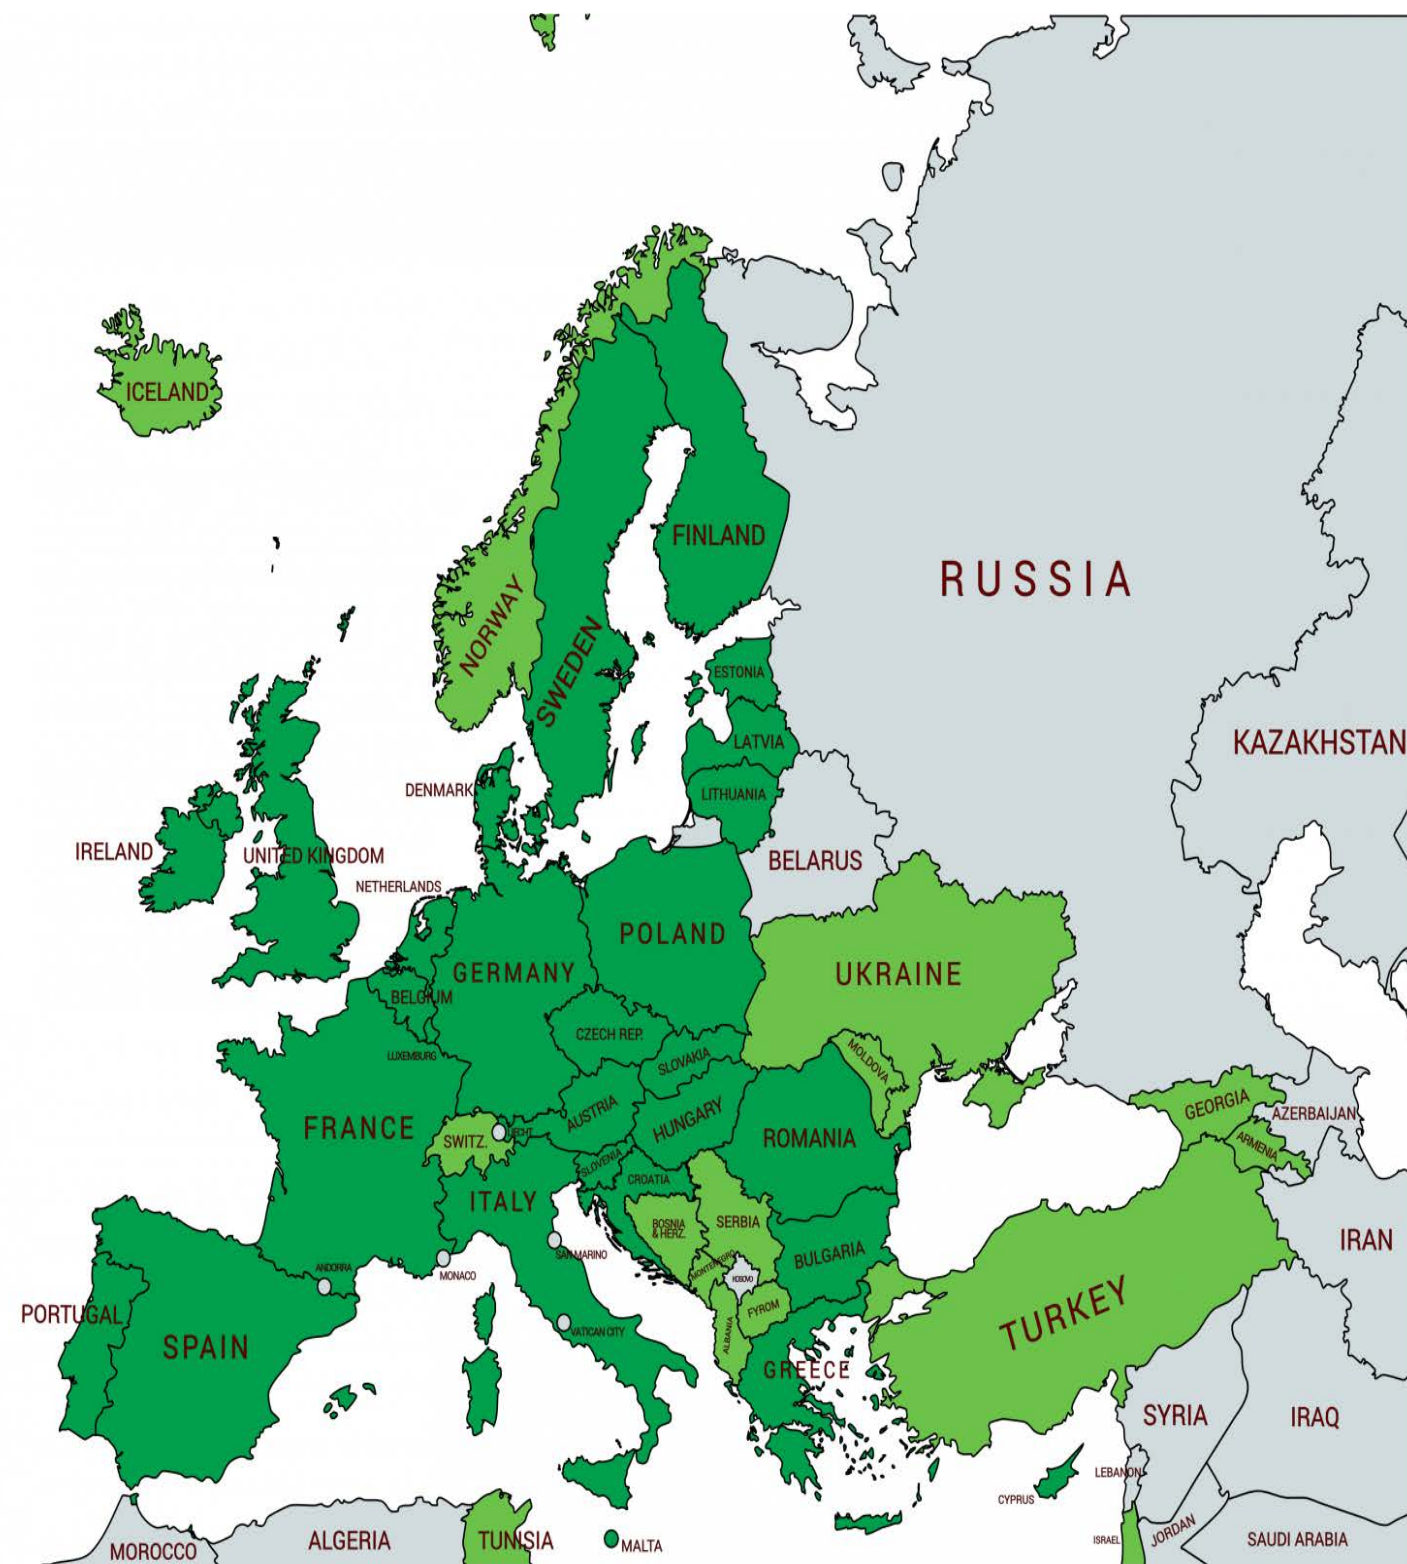 ICELAND
FINLAND
RUSSIA
NORWAY
SWEDEN
ESTONIA
LATVIA
KAZAKHSTAN
DENMARK
LITHUANIA
IRELAND
UNITED KINGDOM
BELARUS
NETHERLANDS
POLAND
GERMANY
UKRAINE
BELGIUM
CZECH REP.
LUXEMBURG
SLOVAKIA
MOLDOVA
FRANCE
AUSTRIA
HUNGARY
GEORGIA
AZERBAIJAN
SWITZ.
LICHT.
ROMANIA
ARMENIA
SLOVENIA
CROATIA
ITALY
BOSNIA
& HERZ.
SERBIA
IRAN
SAN MARINO
BULGARIA
ANDORRA
MONACO
MONTENEGRO
KOSOVO
PORTUGAL
SPAIN
VATICAN CITY
ALBANIA
FYROM
TURKEY
GREECE
SYRIA
IRAQ
LEBANON
CYPRUS
MOROCCO
ALGERIA
TUNISIA
MALTA
ISRAEL
JORDAN
SAUDI ARABIA